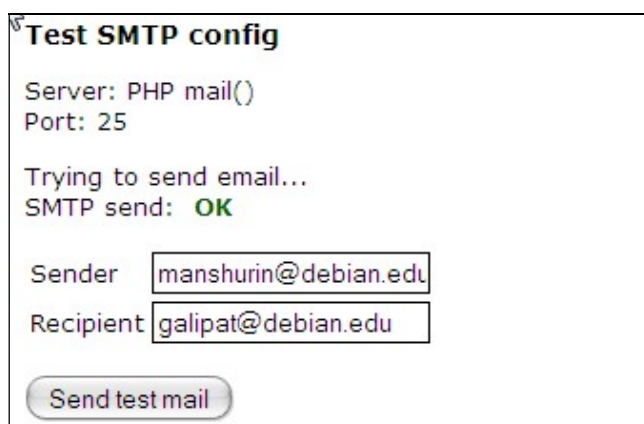 Test SMTP config
Server: PHP mail()
Port: 25
Trying to send email...
SMTP send: OK
Sender manshurin@debian.edu
Recipient galipat@debian.edu
Send test mail